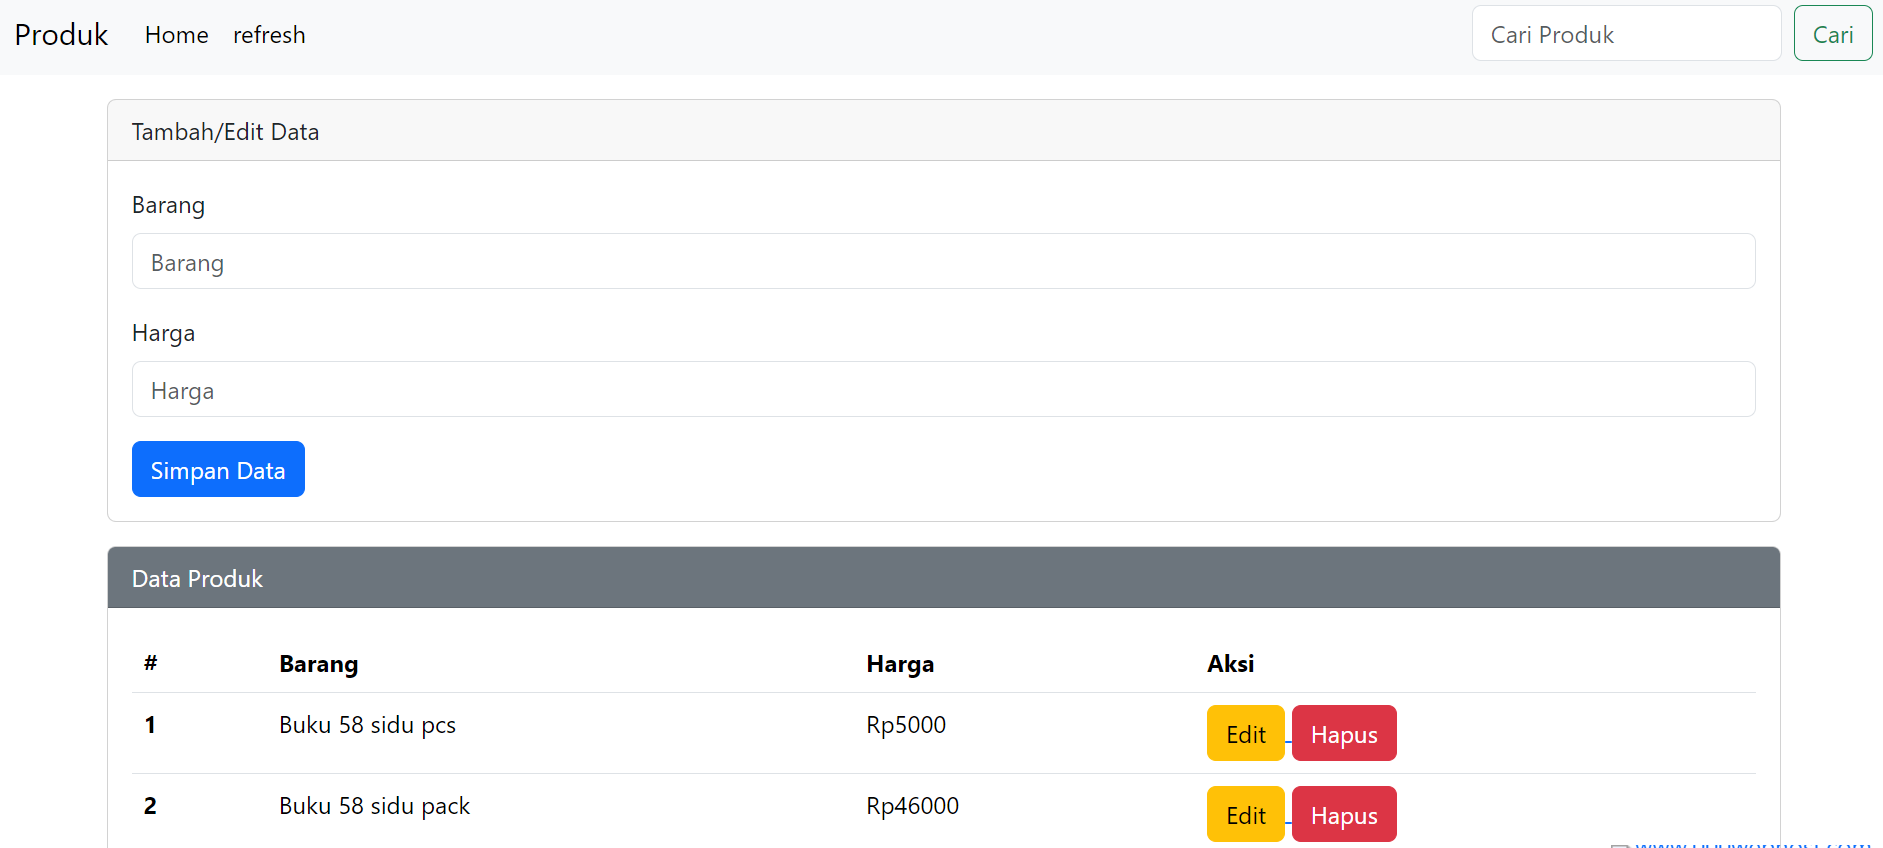 Produk Home refresh Cari Produk Cari
Tambah/Edit Data
Barang
Barang
Harga
Harga
Simpan Data
Data Produk
# Barang Harga Aksi
1 Buku 58 sidu pcs Rp5000 Edit Hapus
2 Buku 58 sidu pack Rp46000 Edit Hapus